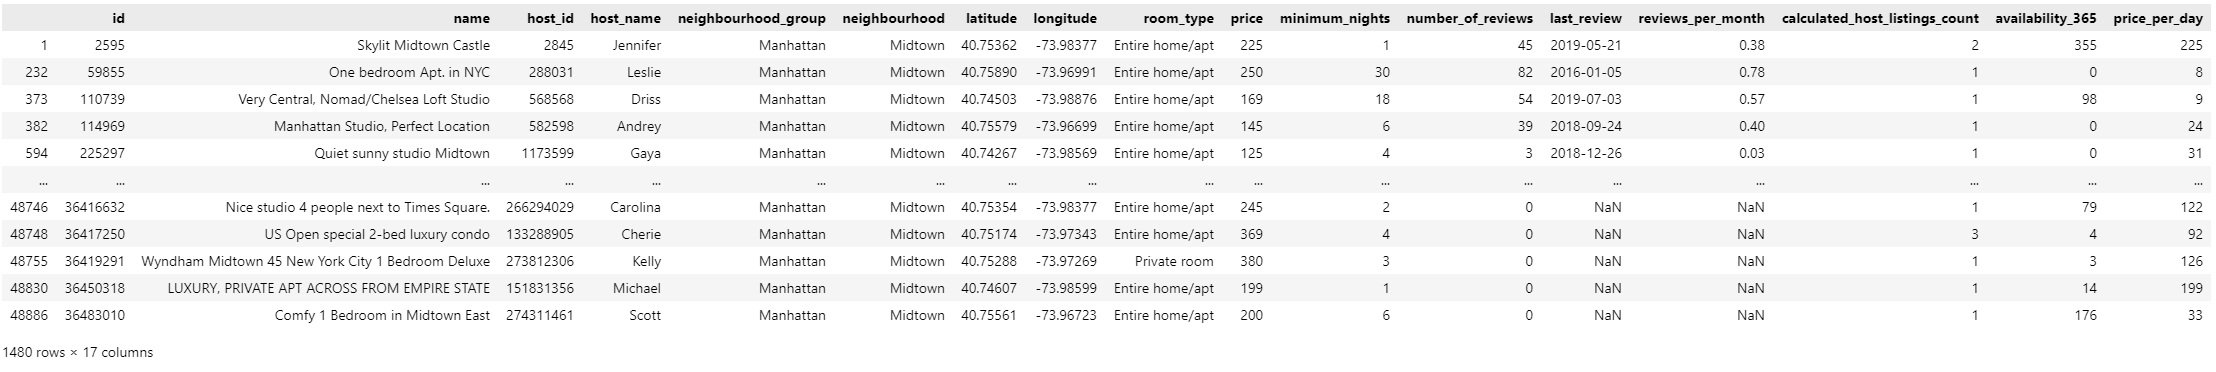 id name host_id host_name neighbourhood_group neighbourhood latitude longitude room_type price minimum_nights number_of_reviews last_review reviews_per_month calculated_host_listings_count availability_365 price_per_day
1 2595 Skylit Midtown Castle 2845 Jennifer Manhattan Midtown 40.75362 -73.98377 Entire home/apt 225 1 45 2019-05-21 0.38 2 355 225
232 59855 One bedroom Apt. in NYC 288031 Leslie Manhattan Midtown 40.75890 -73.96991 Entire home/apt 250 30 82 2016-01-05 0.78 1 0 8
373 110739 Very Central, Nomad/Chelsea Loft Studio 568568 Driss Manhattan Midtown 40.74503 -73.98876 Entire home/apt 169 18 54 2019-07-03 0.57 1 98 9
382 114969 Manhattan Studio, Perfect Location 582598 Andrey Manhattan Midtown 40.75579 -73.96699 Entire home/apt 145 6 39 2018-09-24 0.40 1 0 24
594 225297 Quiet sunny studio Midtown 1173599 Gaya Manhattan Midtown 40.74267 -73.98569 Entire home/apt 125 4 3 2018-12-26 0.03 1 0 31
... ... ... ... ... ... ... ... ... ... ... ... ... ... ... ... ... ...
48746 36416632 Nice studio 4 people next to Times Square. 266294029 Carolina Manhattan Midtown 40.75354 -73.98377 Entire home/apt 245 2 0 NaN NaN 1 79 122
48748 36417250 US Open special 2-bed luxury condo 133288905 Cherie Manhattan Midtown 40.75174 -73.97343 Entire home/apt 369 4 0 NaN NaN 3 4 92
48755 36419291 Wyndham Midtown 45 New York City 1 Bedroom Deluxe 273812306 Kelly Manhattan Midtown 40.75288 -73.97269 Private room 380 3 0 NaN NaN 1 3 126
48830 36450318 LUXURY, PRIVATE APT ACROSS FROM EMPIRE STATE 151831356 Michael Manhattan Midtown 40.74607 -73.98599 Entire home/apt 199 1 0 NaN NaN 1 14 199
48886 36483010 Comfy 1 Bedroom in Midtown East 274311461 Scott Manhattan Midtown 40.75561 -73.96723 Entire home/apt 200 6 0 NaN NaN 1 176 33
1480 rows × 17 columns